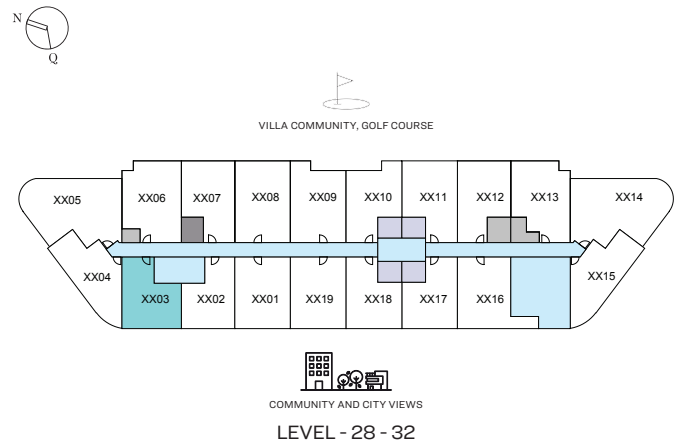 N
Q
VILLA COMMUNITY, GOLF COURSE
XX05
XX06
XX07
XX08
XX09
XX10
XX11
XX12
XX13
XX14
XX04
XX03
XX02
XX01
XX19
XX18
XX17
XX16
XX15
COMMUNITY AND CITY VIEWS
LEVEL - 28 - 32